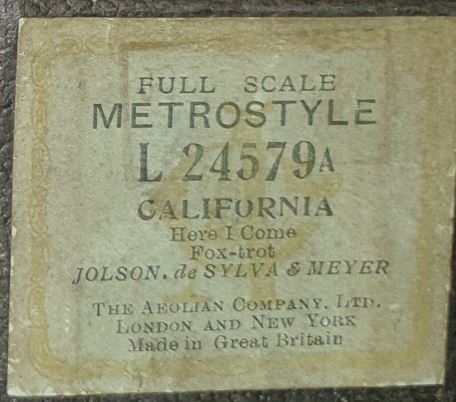 FULL SCALE
METROSTYLE
L 24579A
CALIFORNIA
Here I Come
Fox-trot
JOLSON, de SYLVA & MEYER
THE AEOLIAN COMPANY, LTD.
LONDON AND NEW YORK
Made in Great Britain